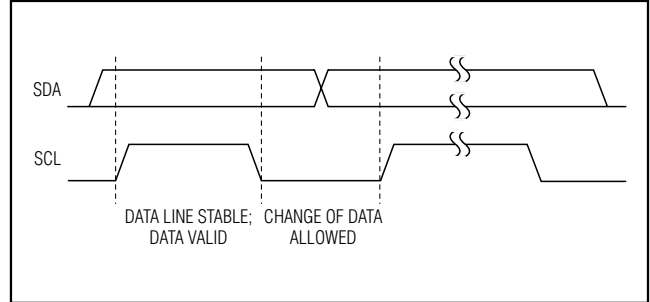 SDA
SCL
DATA LINE STABLE;
DATA VALID
CHANGE OF DATA
ALLOWED